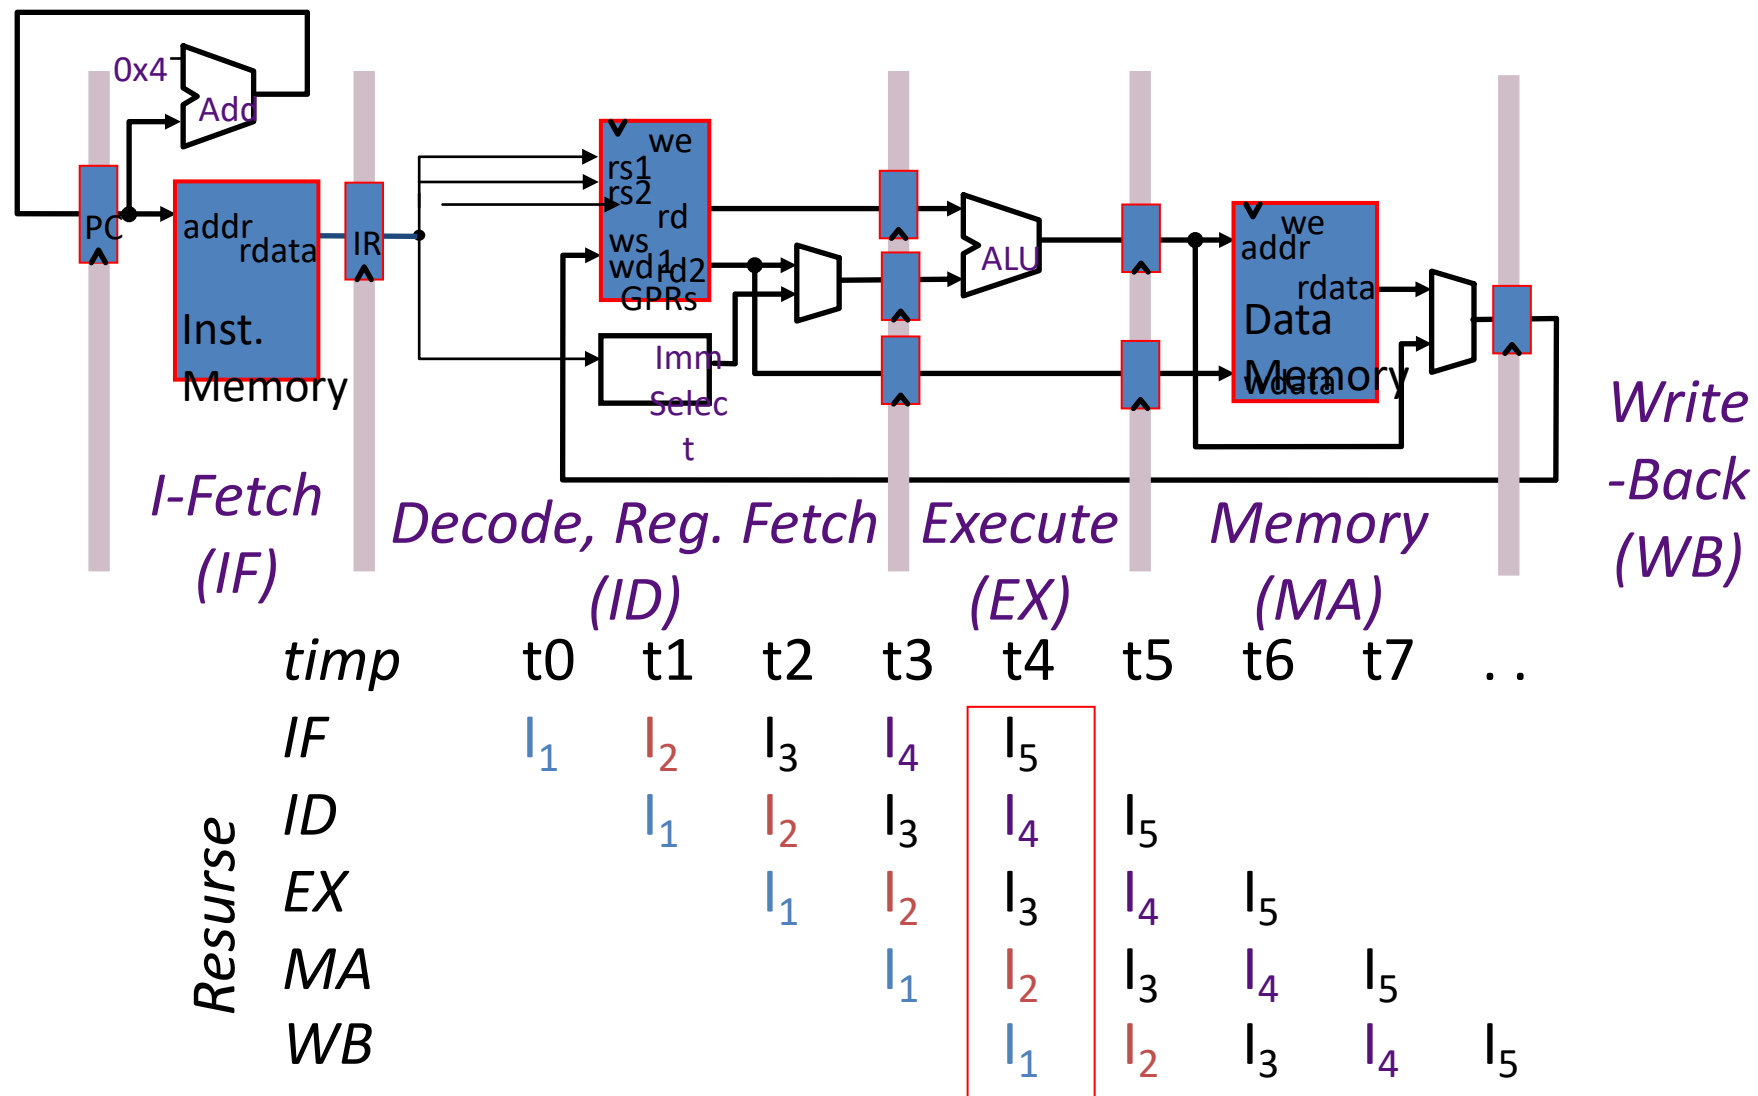 0x4
Add
PC
addr
rdata
Inst.
Memory
IR
we
rs1
rs2
rd1
ws
wd
rd2
GPRs
Imm
Select
ALU
we
addr
rdata
Data
Memory
wdata
I-Fetch
(IF)
Decode, Reg. Fetch
(ID)
Execute
(EX)
Memory
(MA)
Write
-Back
(WB)
timp t0 t1 t2 t3 t4 t5 t6 t7 . .
Resurse
IF I1 I2 I3 I4 I5
ID I1 I2 I3 I4 I5
EX I1 I2 I3 I4 I5
MA I1 I2 I3 I4 I5
WB I1 I2 I3 I4 I5